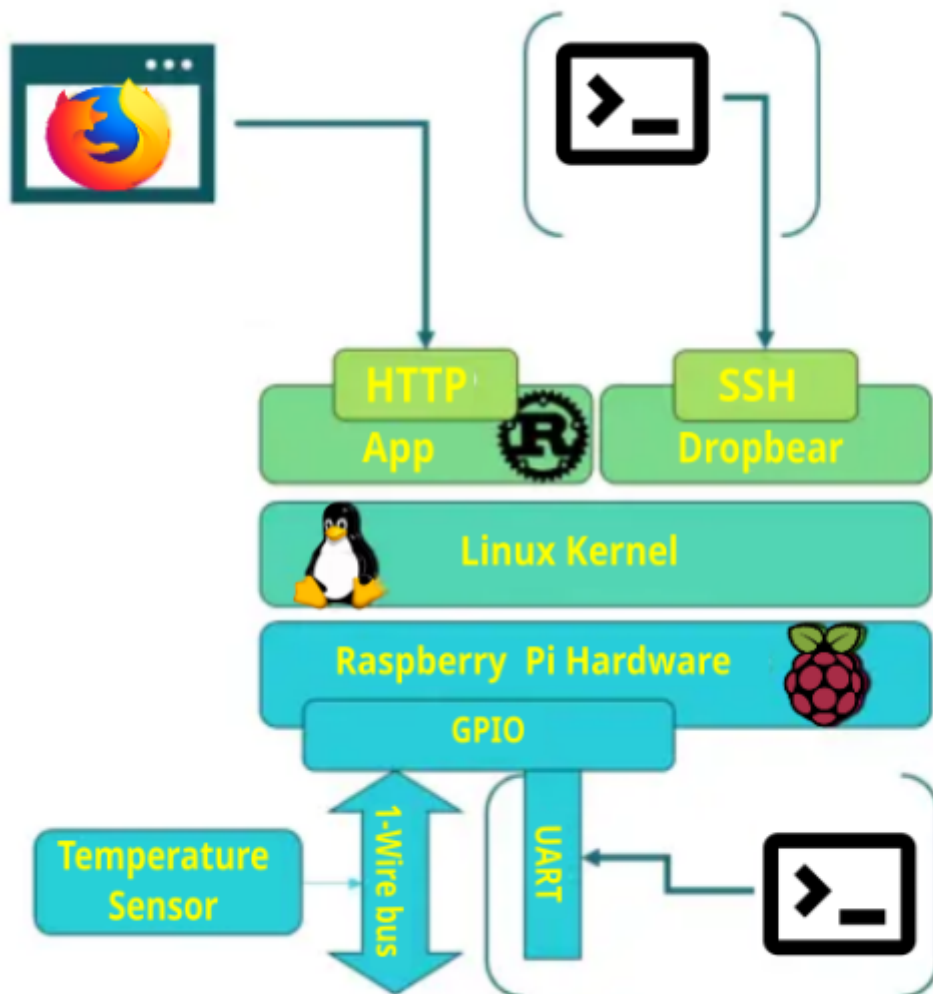 HTTP
SSH
App
Dropbear
Linux Kernel
Raspberry Pi Hardware
GPIO
1-Wire bus
UART
Temperature
Sensor